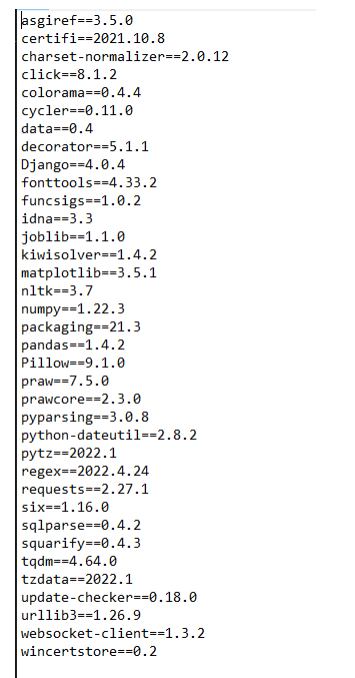 asgiref==3.5.0
certifi==2021.10.8
charset-normalizer==2.0.12
click==8.1.2
colorama==0.4.4
cycler==0.11.0
data==0.4
decorator==5.1.1
Django==4.0.4
fonttools==4.33.2
funcsigs==1.0.2
idna==3.3
joblib==1.1.0
kiwisolver==1.4.2
matplotlib==3.5.1
nltk==3.7
numpy==1.22.3
packaging==21.3
pandas==1.4.2
Pillow==9.1.0
praw==7.5.0
prawcore==2.3.0
pyparsing==3.0.8
python-dateutil==2.8.2
pytz==2022.1
regex==2022.4.24
requests==2.27.1
six==1.16.0
sqlparse==0.4.2
squarify==0.4.3
tqdm==4.64.0
tzdata==2022.1
update-checker==0.18.0
urllib3==1.26.9
websocket-client==1.3.2
wincertstore==0.2